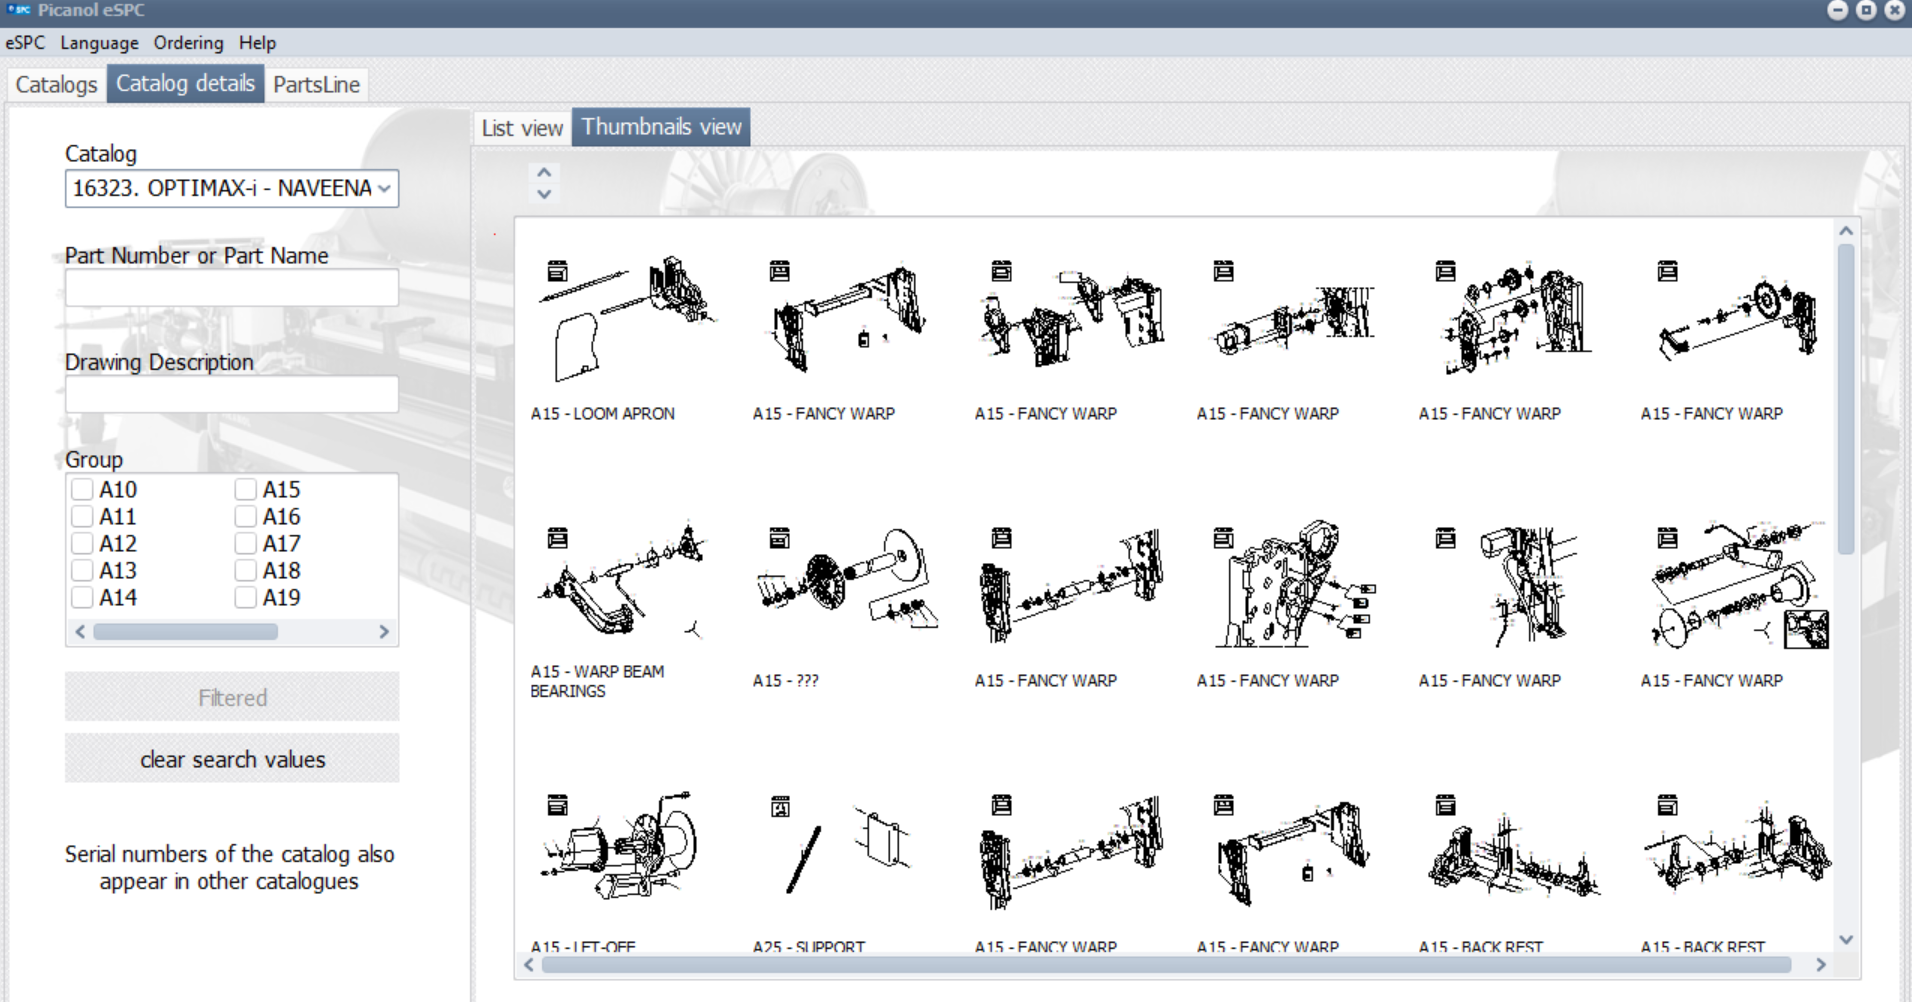 SPC Picanol eSPC
eSPC Language Ordering Help
Catalogs Catalog details PartsLine
List view Thumbnails view
Catalog
16323. OPTIMAX-i - NAVEENA
Part Number or Part Name
Drawing Description
Group
A10 A15
A11 A16
A12 A17
A13 A18
A14 A19
Filtered
clear search values
Serial numbers of the catalog also
appear in other catalogues
A15 - LOOM APRON
A15 - FANCY WARP
A15 - FANCY WARP
A15 - FANCY WARP
A15 - FANCY WARP
A15 - FANCY WARP
A15 - WARP BEAM
BEARINGS
A15 - ???
A15 - FANCY WARP
A15 - FANCY WARP
A15 - FANCY WARP
A15 - FANCY WARP
A15 - LET-OFF
A25 - SUPPORT
A15 - FANCY WARP
A15 - FANCY WARP
A15 - BACK REST
A15 - BACK REST